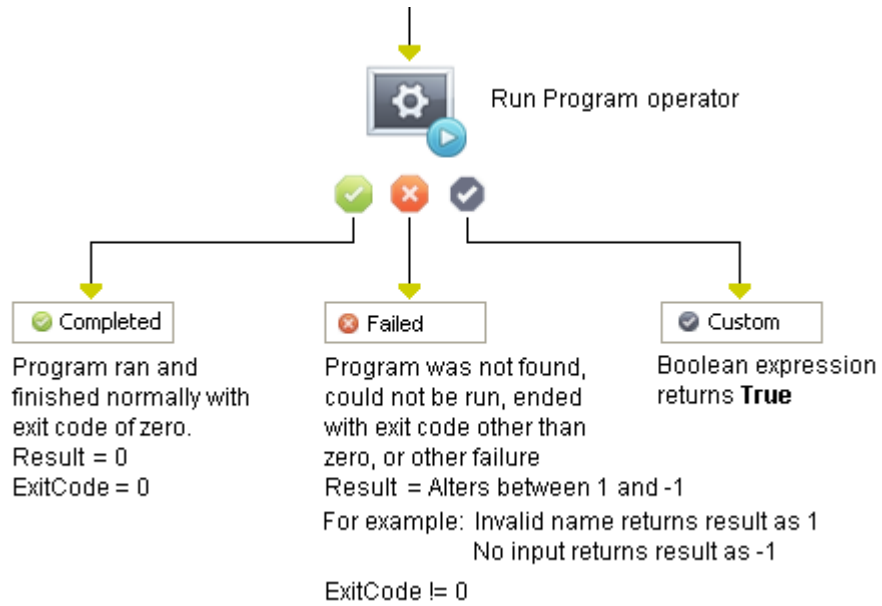 Run Program operator
Completed
Program ran and
finished normally with
exit code of zero.
Result = 0
ExitCode = 0
Failed
Program was not found,
could not be run, ended
with exit code other than
zero, or other failure
Result = Alters between 1 and -1
For example: Invalid name returns result as 1
No input returns result as -1
ExitCode != 0
Custom
Boolean expression
returns True